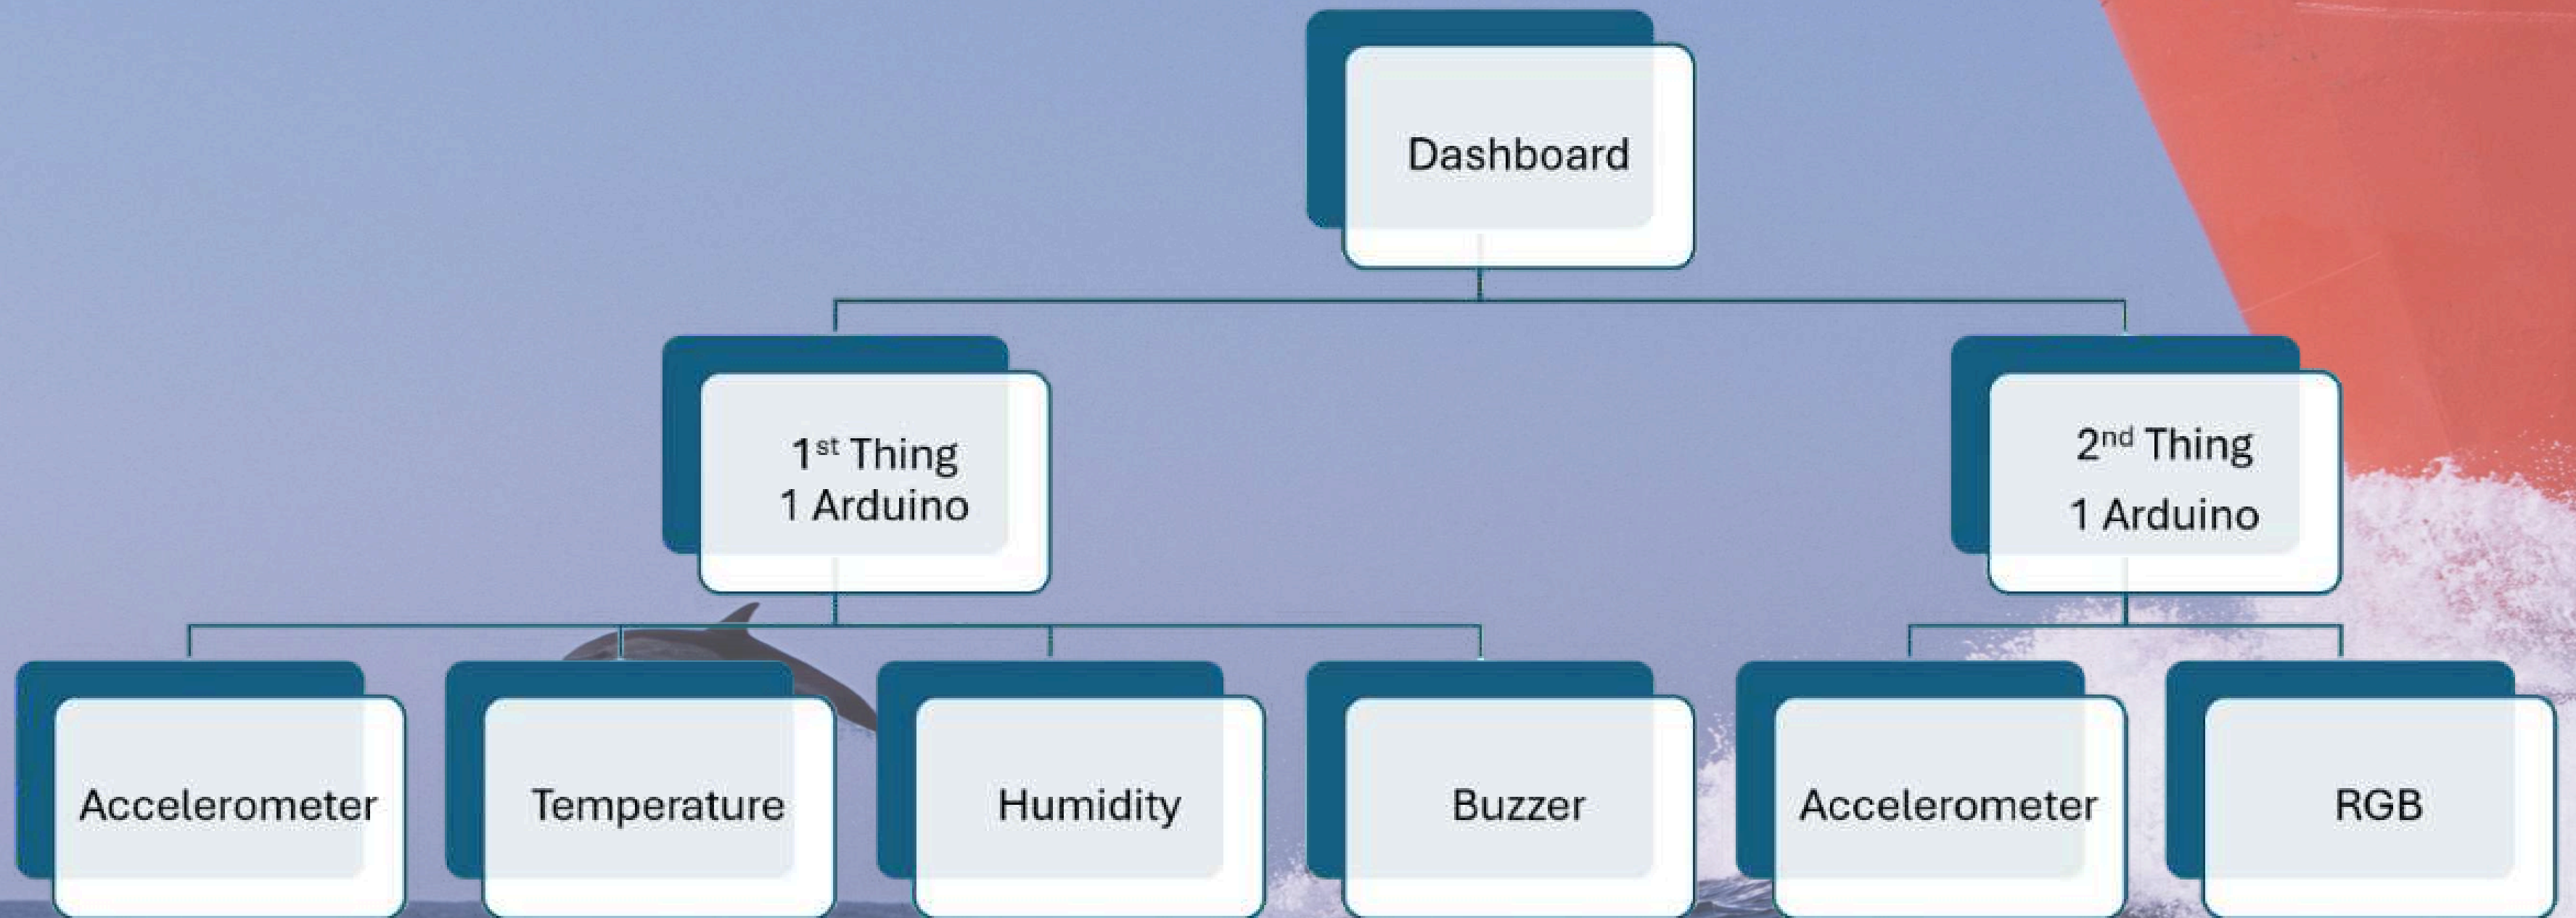 Dashboard
1st Thing
1 Arduino
2nd Thing
1 Arduino
Accelerometer
Temperature
Humidity
Buzzer
Accelerometer
RGB